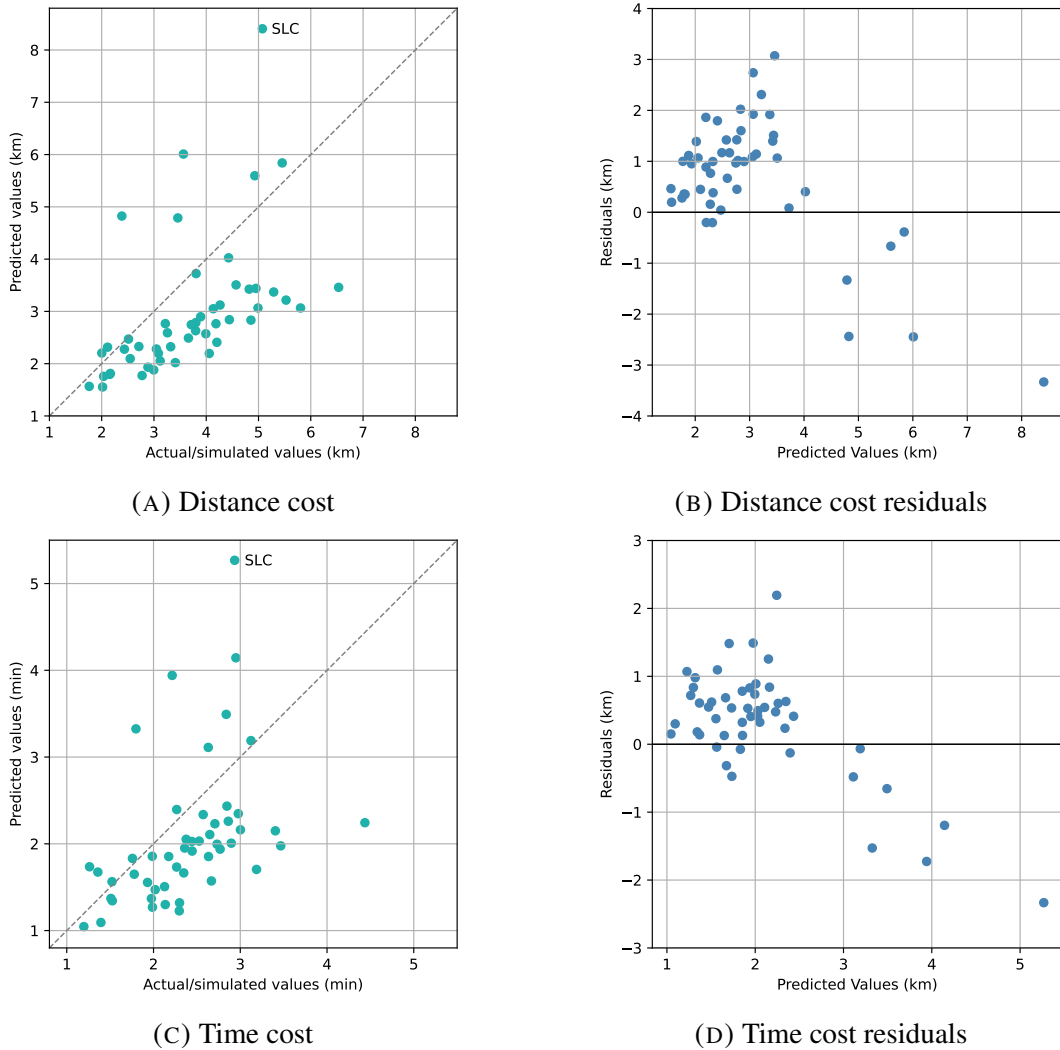 SLC
8
7
6
5
4
3
2
1
1 2 3 4 5 6 7 8
Predicted values (km)
Actual/simulated values (km)
(A) Distance cost
4
3
2
1
0
−1
−2
−3
−4
2 3 4 5 6 7 8
Residuals (km)
Predicted Values (km)
(B) Distance cost residuals
SLC
5
4
3
2
1
1 2 3 4 5
Predicted values (min)
Actual/simulated values (min)
(C) Time cost
3
2
1
0
−1
−2
−3
1 2 3 4 5
Residuals (km)
Predicted Values (km)
(D) Time cost residuals